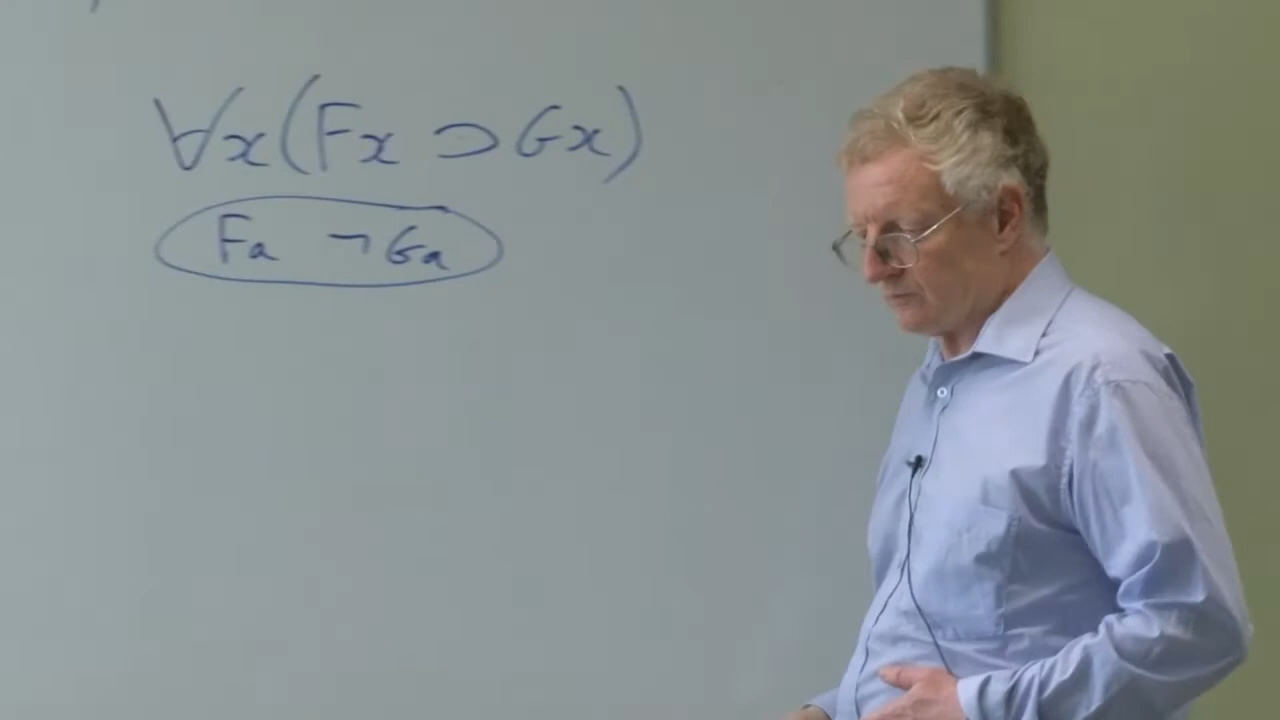 ∀x(Fx ⊃ Gx)
Fa ¬Ga